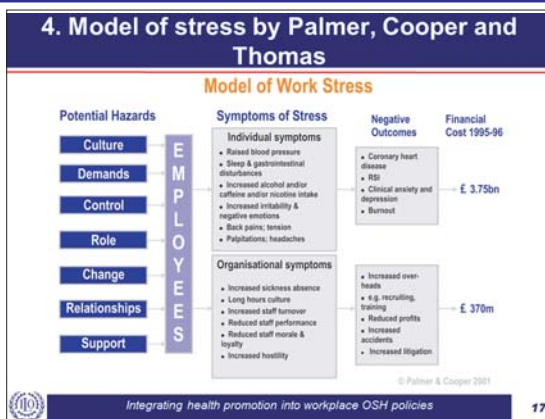 4. Model of stress by Palmer, Cooper and
Thomas
Model of Work Stress
Potential Hazards
Culture
Demands
Control
Role
Change
Relationships
Support
EMPLOYEES
Symptoms of Stress
Individual symptoms
• Raised blood pressure
• Sleep & gastrointestinal
disturbances
• Increased alcohol and/or
caffeine and/or nicotine intake
• Increased irritability &
negative emotions
• Back pains; tension
• Palpitations; headaches
Organisational symptoms
• Increased sickness absence
• Long hours culture
• Increased staff turnover
• Reduced staff performance
• Reduced staff morale &
loyalty
• Increased hostility
Negative
Outcomes
• Coronary heart
disease
• RSI
• Clinical anxiety and
depression
• Burnout
• Increased over-
heads
• e.g. recruiting,
training
• Reduced profits
• Increased
accidents
• Increased litigation
Financial
Cost 1995-96
£ 3.75bn
£ 370m
© Palmer & Cooper 2001
Integrating health promotion into workplace OSH policies
17